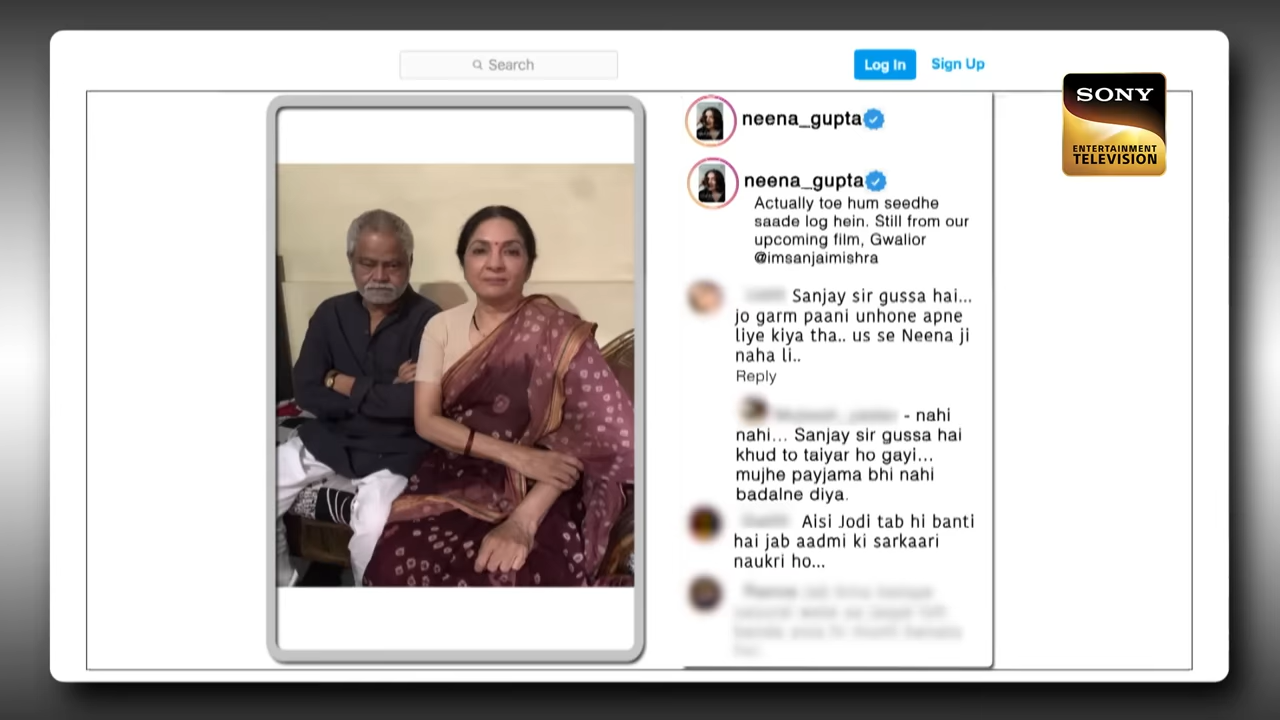 Search
Log In
Sign Up
SONY
ENTERTAINMENT
TELEVISION
neena_gupta
neena_gupta
Actually toe hum seedhe
saade log hein. Still from our
upcoming film, Gwalior
@imsanjaimishra
Sanjay sir gussa hai...
jo garm paani unhone apne
liye kiya tha.. us se Neena ji
naha li..
Reply
- nahi
nahi... Sanjay sir gussa hai
khud to taiyar ho gayi...
mujhe payjama bhi nahi
badalne diya.
Aisi Jodi tab hi banti
hai jab aadmi ki sarkaari
naukri ho...